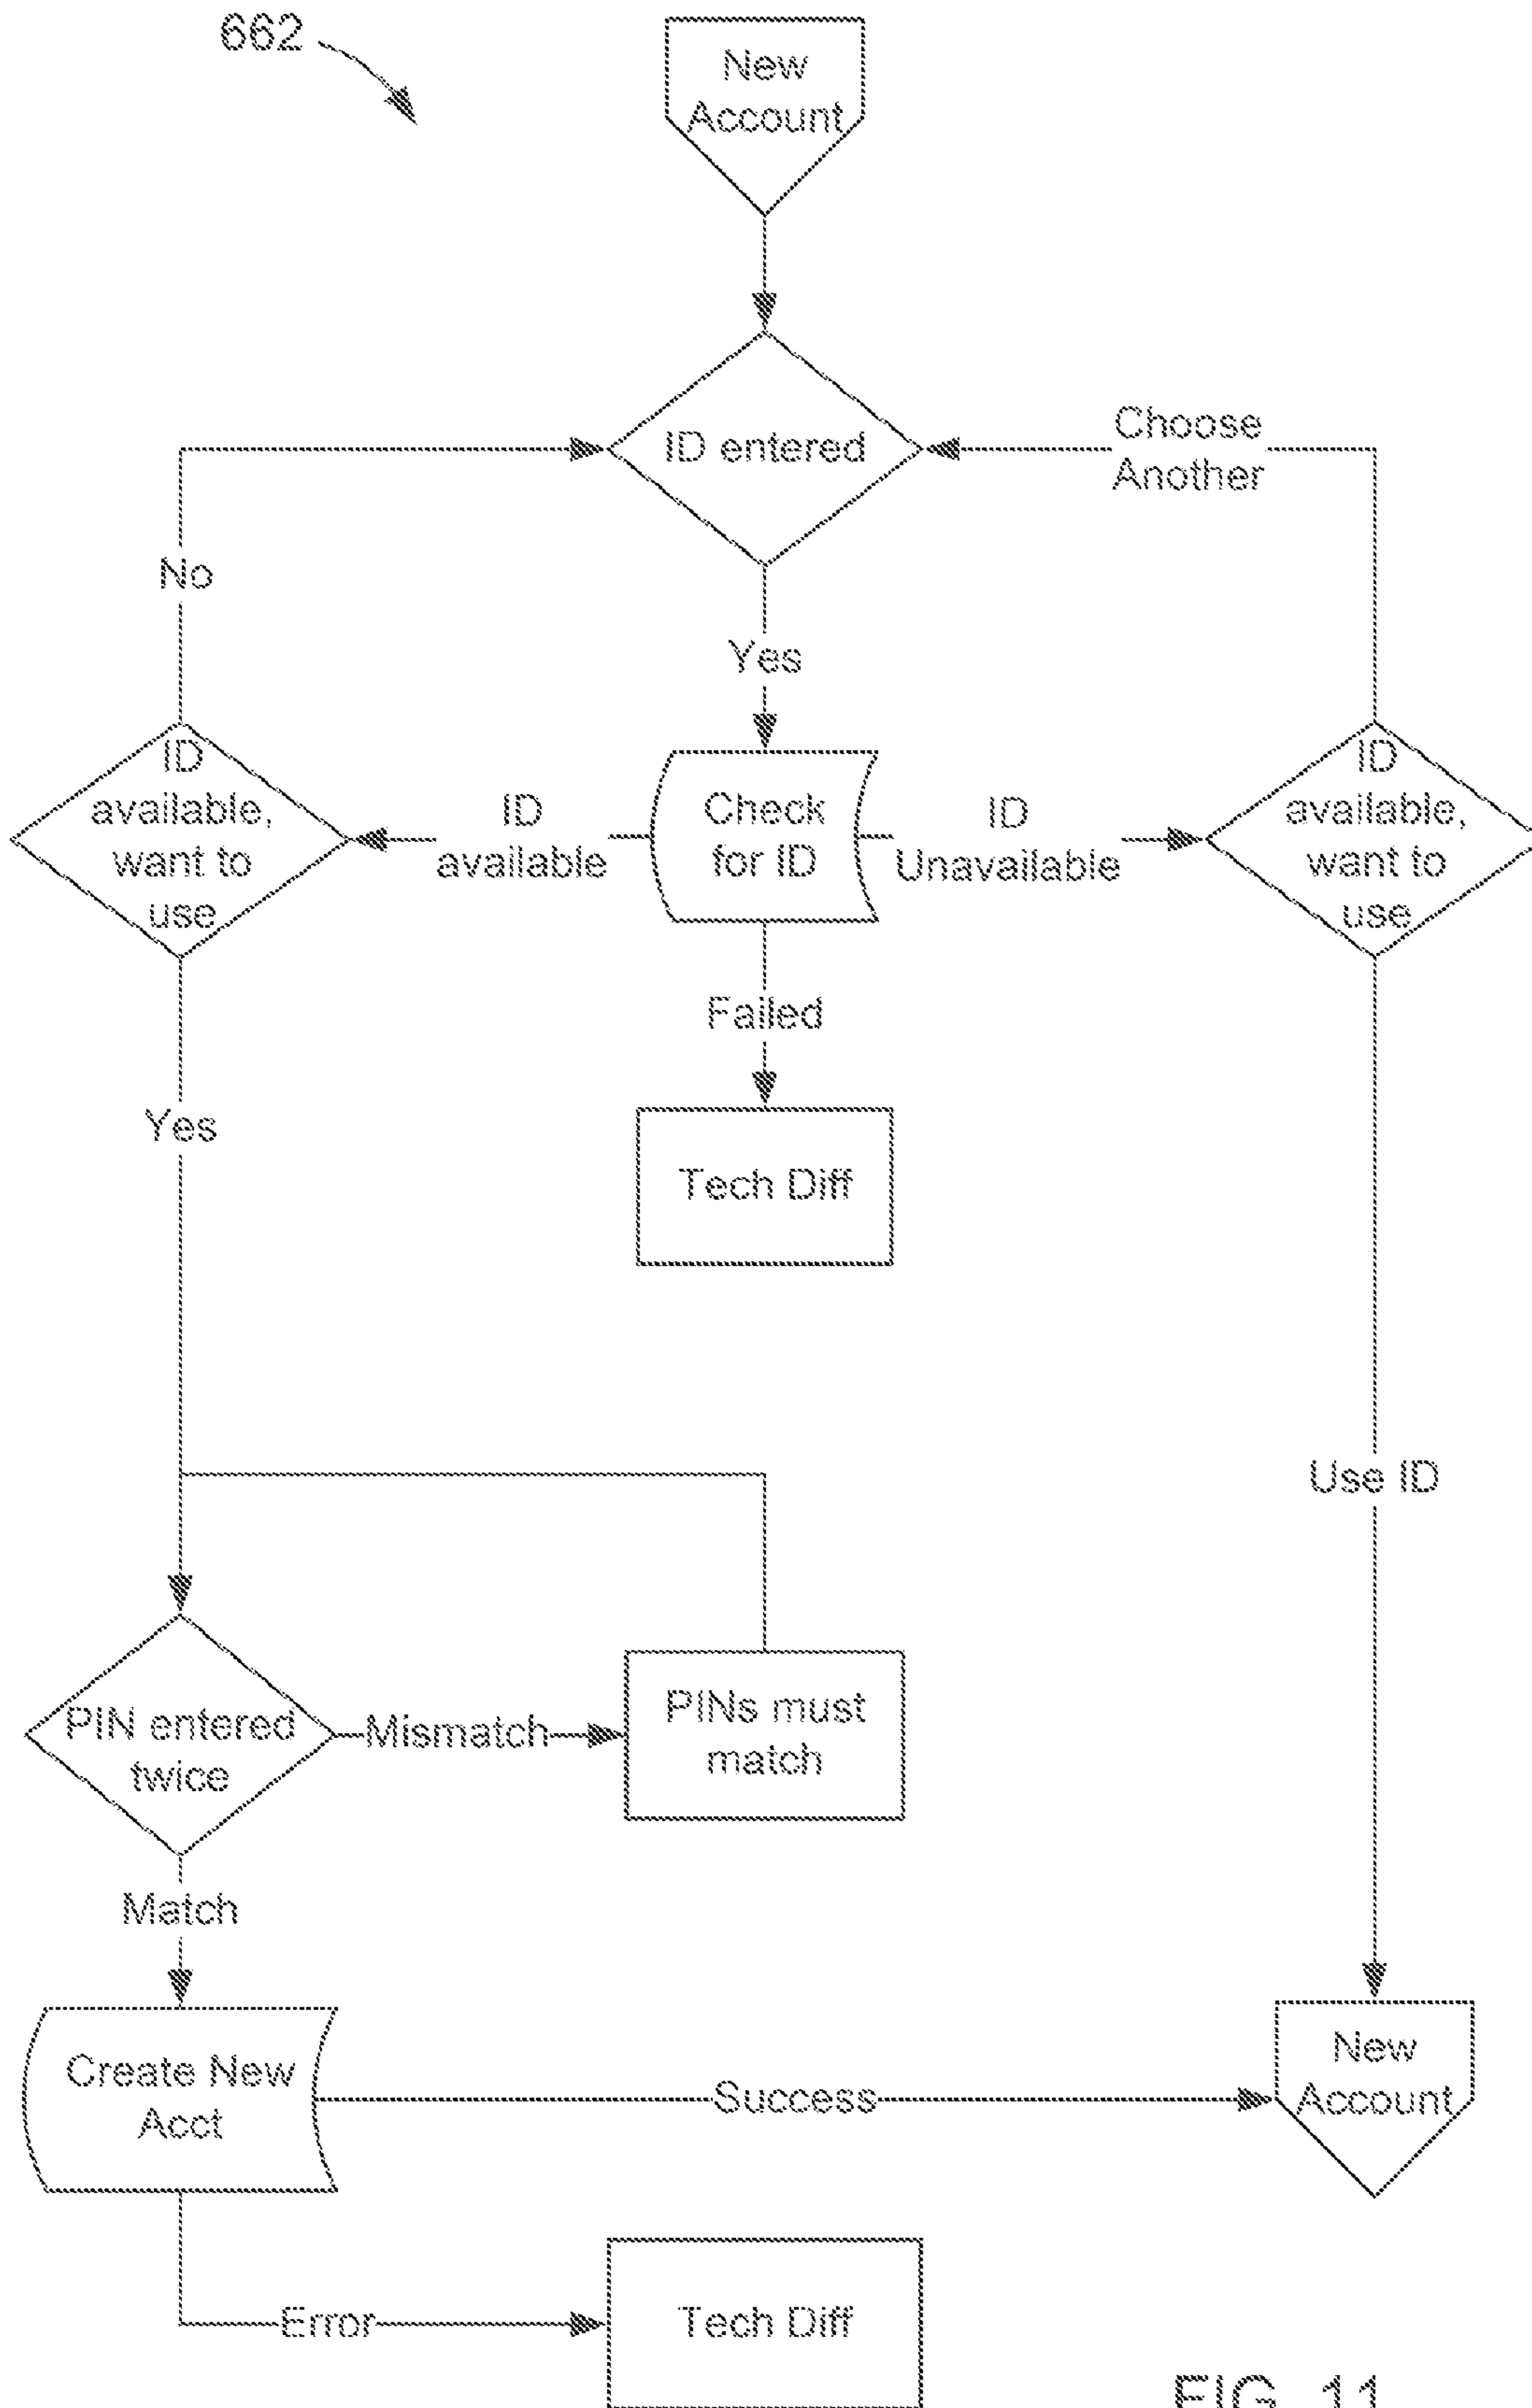 662
New
Account
ID entered
Choose
Another
No
Yes
ID
available,
want to
use
ID
available
Check
for ID
ID
Unavailable
ID
available,
want to
use
Failed
Yes
Tech Diff
Use ID
PIN entered
twice
Mismatch
PINs must
match
Match
Create New
Acct
Success
New
Account
Error
Tech Diff
FIG. 11